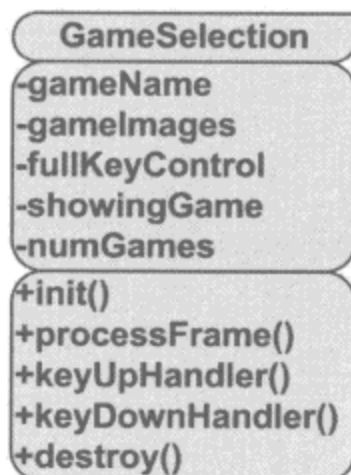 GameSelection
-gameName
-gameImages
-fullKeyControl
-showingGame
-numGames
+init()
+processFrame()
+keyUpHandler()
+keyDownHandler()
+destroy()